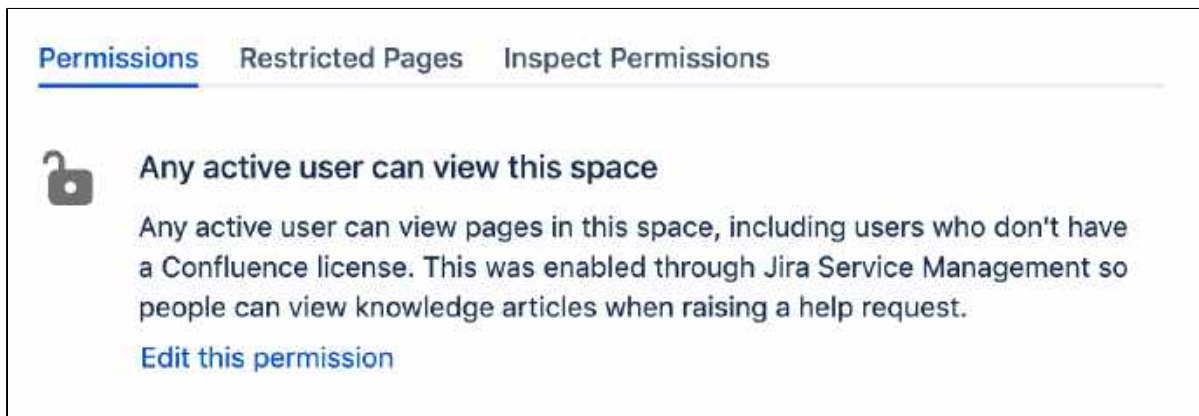 Permissions Restricted Pages Inspect Permissions
Any active user can view this space
Any active user can view pages in this space, including users who don't have
a Confluence license. This was enabled through Jira Service Management so
people can view knowledge articles when raising a help request.
Edit this permission